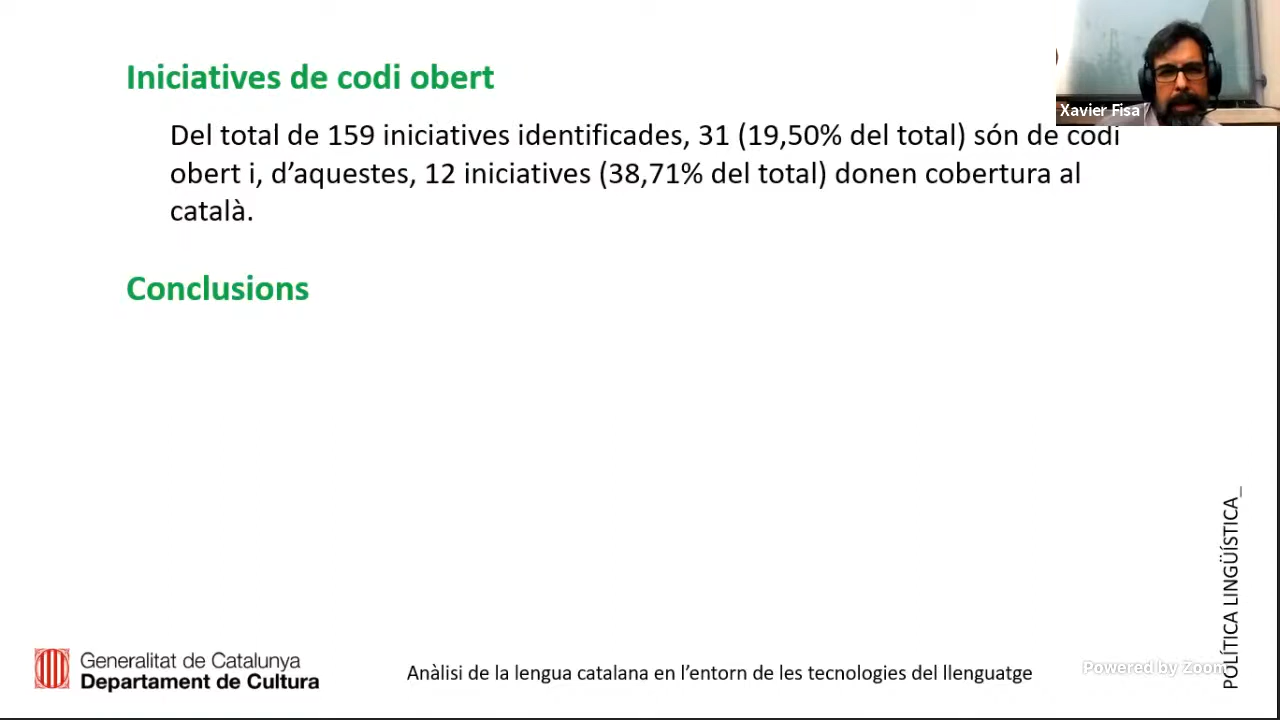 Iniciatives de codi obert
Xavier Fisa
Del total de 159 iniciatives identificades, 31 (19,50% del total) són de codi
obert i, d’aquestes, 12 iniciatives (38,71% del total) donen cobertura al
català.
Conclusions
POLÍTICA LINGÜÍSTICA_
Generalitat de Catalunya
Departament de Cultura
Anàlisi de la lengua catalana en l’entorn de les tecnologies del llenguatge
Powered by Zoom